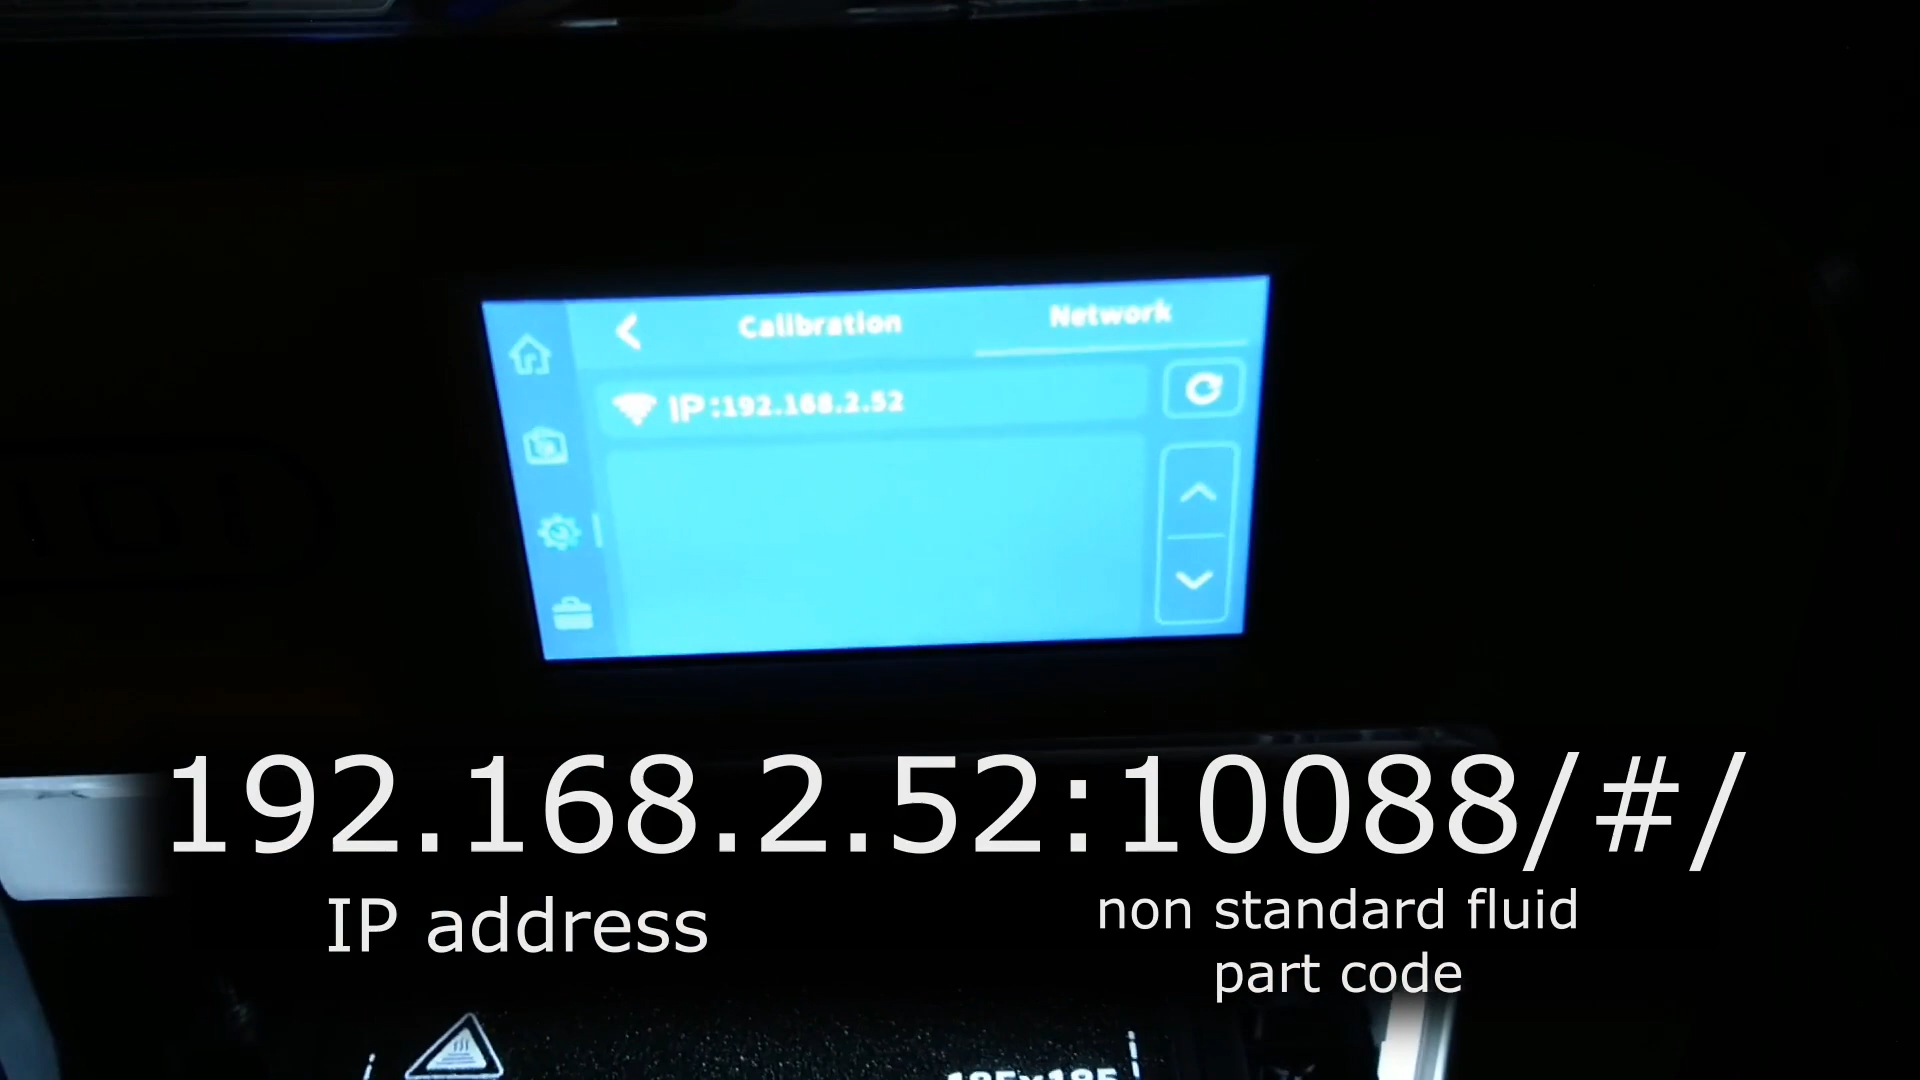 Calibration
Network
IP:192.168.2.52
192.168.2.52:10088/#/
IP address
non standard fluid
part code